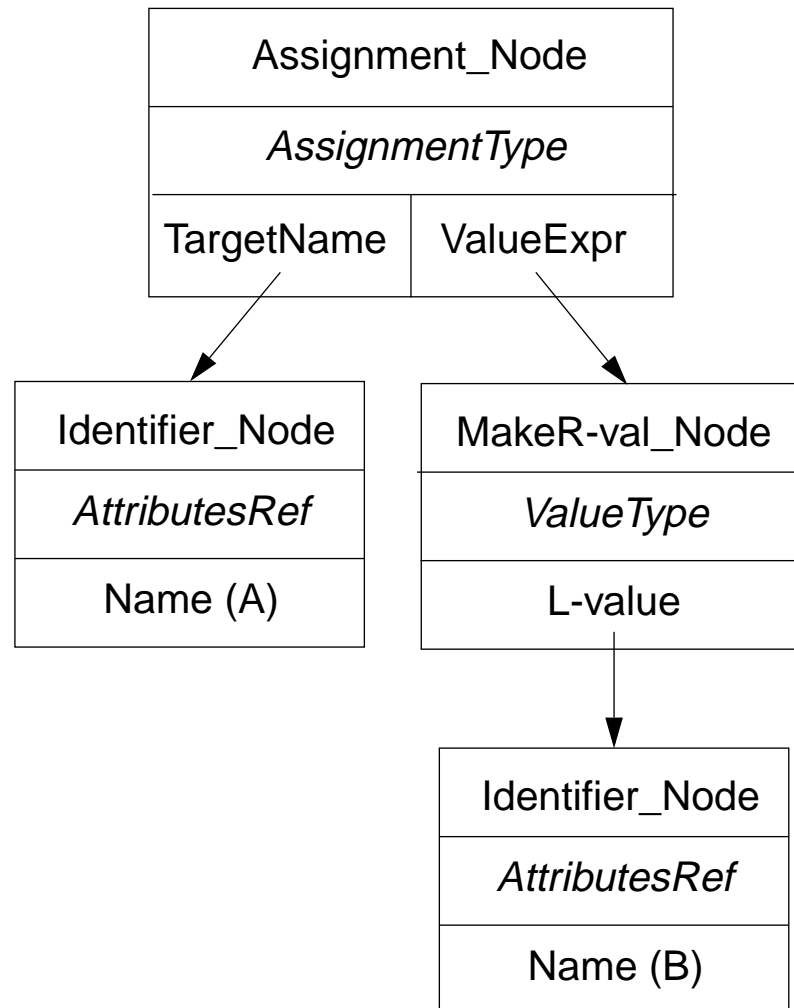 Assignment_Node
AssignmentType
TargetName
ValueExpr
Identifier_Node
AttributesRef
Name (A)
MakeR-val_Node
ValueType
L-value
Identifier_Node
AttributesRef
Name (B)